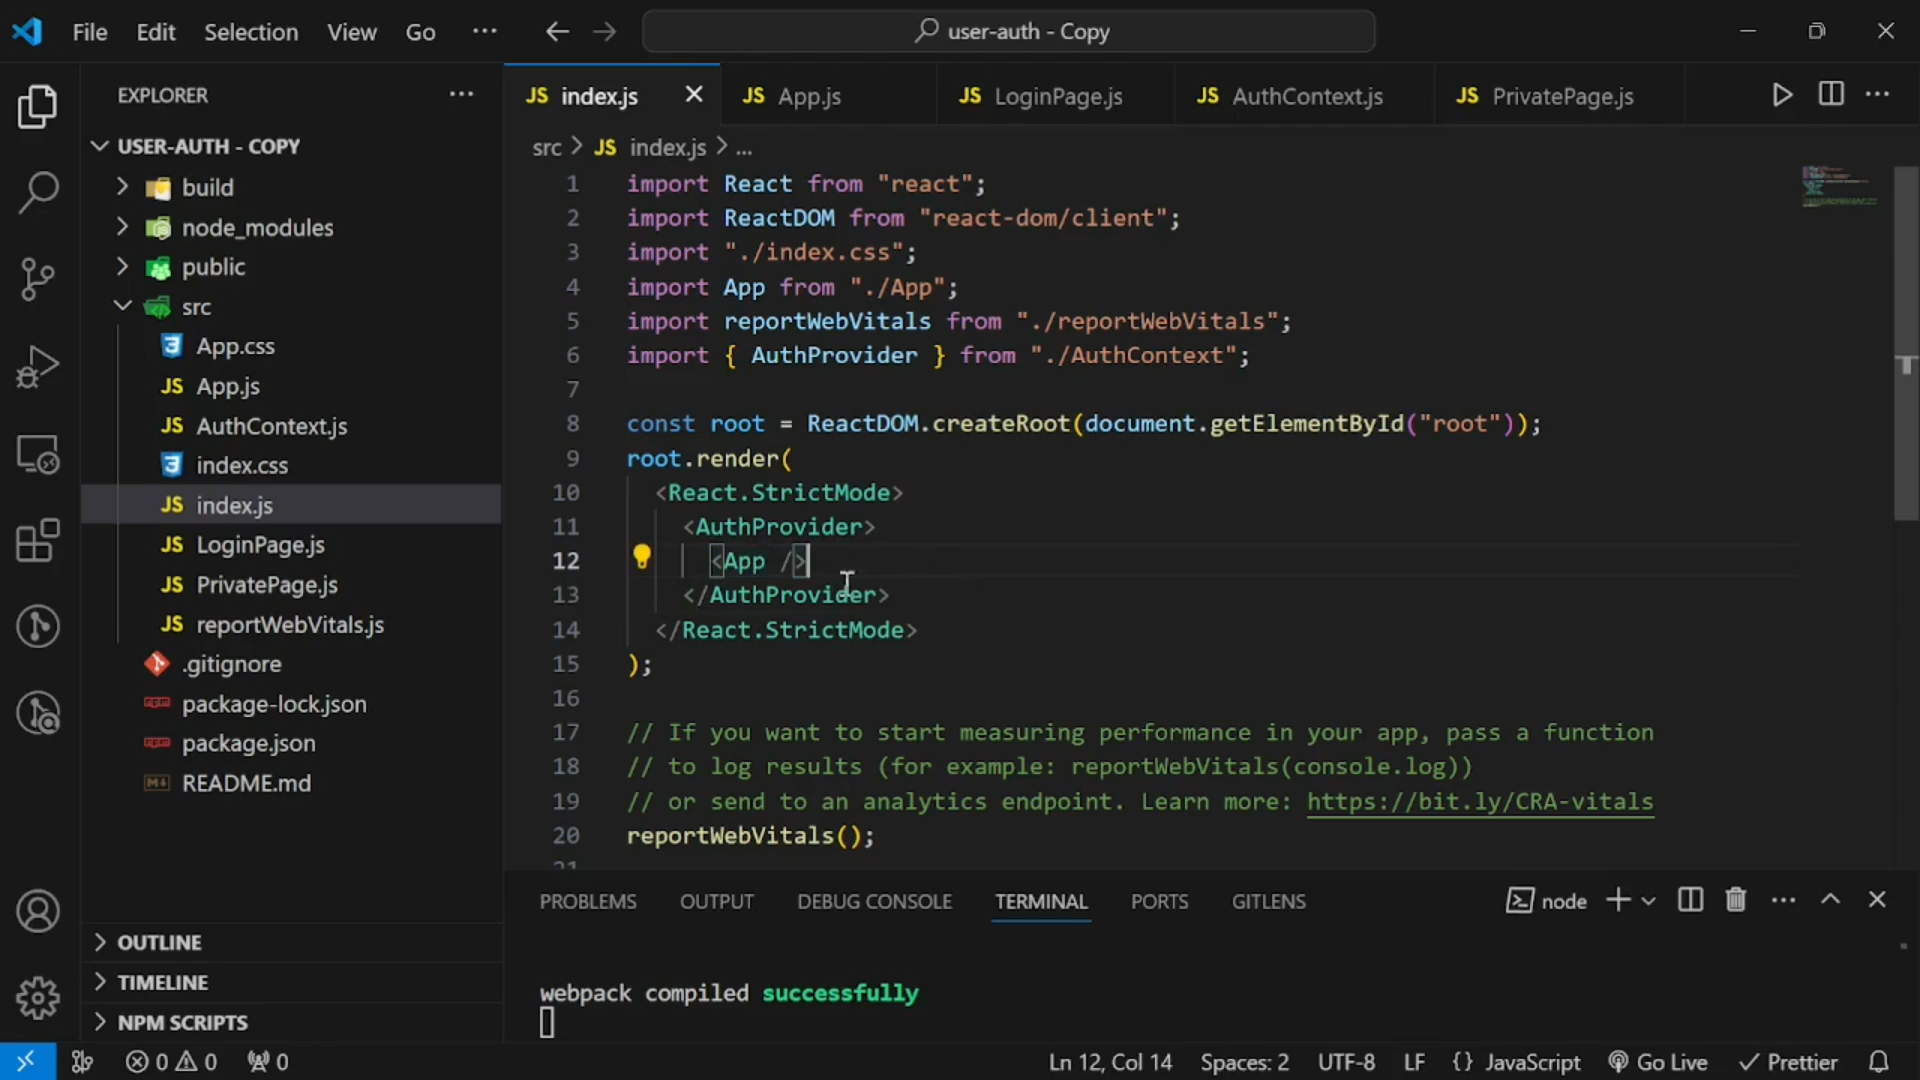 File Edit Selection View Go ··· user-auth - Copy
EXPLORER ···
index.js App.js LoginPage.js AuthContext.js PrivatePage.js
USER-AUTH - COPY
build
node_modules
public
src
App.css
JS App.js
JS AuthContext.js
index.css
JS index.js
JS LoginPage.js
JS PrivatePage.js
JS reportWebVitals.js
.gitignore
package-lock.json
package.json
README.md
OUTLINE
TIMELINE
NPM SCRIPTS
src > JS index.js > ...
1 import React from "react";
2 import ReactDOM from "react-dom/client";
3 import "./index.css";
4 import App from "./App";
5 import reportWebVitals from "./reportWebVitals";
6 import { AuthProvider } from "./AuthContext";
7
8 const root = ReactDOM.createRoot(document.getElementById("root"));
9 root.render(
10 <React.StrictMode>
11 <AuthProvider>
12 <App />
13 </AuthProvider>
14 </React.StrictMode>
15 );
16
17 // If you want to start measuring performance in your app, pass a function
18 // to log results (for example: reportWebVitals(console.log))
19 // or send to an analytics endpoint. Learn more: https://bit.ly/CRA-vitals
20 reportWebVitals();
21
PROBLEMS OUTPUT DEBUG CONSOLE TERMINAL PORTS GITLENS node
webpack compiled successfully
0 0 0 Ln 12, Col 14 Spaces: 2 UTF-8 LF {} JavaScript Go Live Prettier